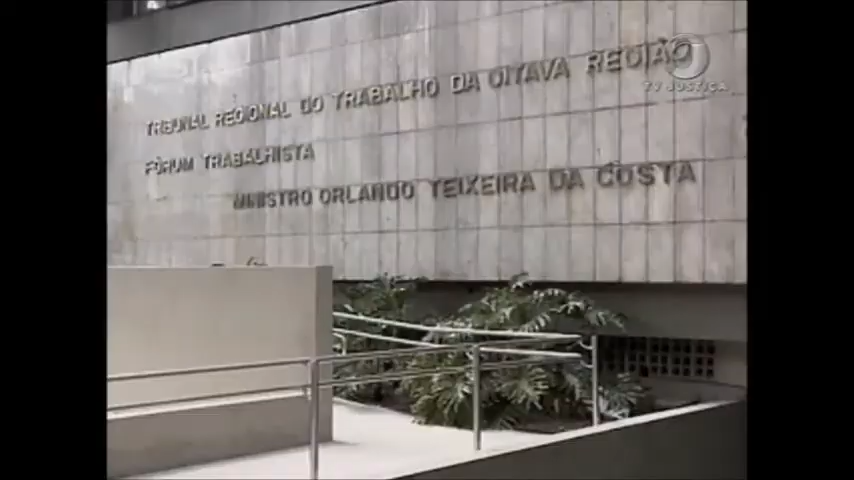 TRIBUNAL REGIONAL DO TRABALHO DA OITAVA REGIÃO
FÓRUM TRABALHISTA
MINISTRO ORLANDO TEIXEIRA DA COSTA
TV JUSTIÇA